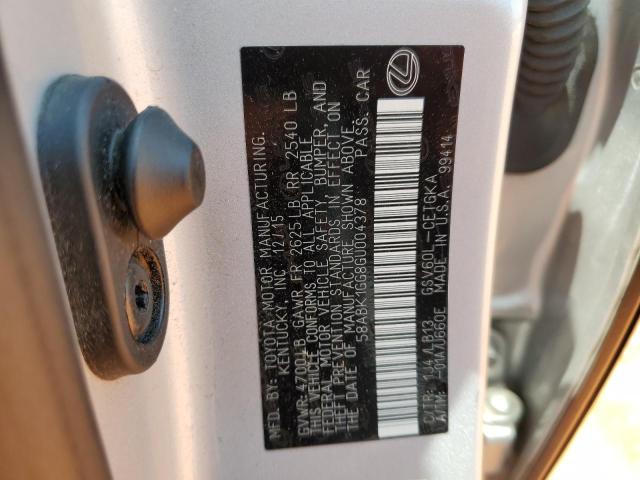 MFD. BY: TOYOTA MOTOR MANUFACTURING.
KENTUCKY, INC. 12/15
GVWR: 4700 LB GAWR FR 2625 LB, RR 2540 LB
THIS VEHICLE CONFORMS TO ALL APPLICABLE
FEDERAL MOTOR VEHICLE SAFETY, BUMPER, AND
THEFT PREVENTION STANDARDS IN EFFECT ON
THE DATE OF MANUFACTURE SHOWN ABOVE.
58ABK1GG8GU004378 PASS. CAR
C/TR: 1J4/LB13 GSV60L-CETGKA
A/TM: -01A/U660E MADE IN U.S.A. 99414